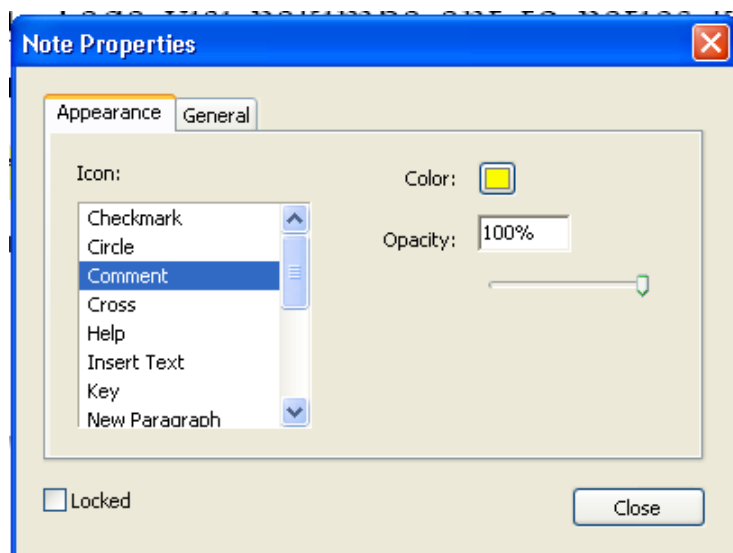 Note Properties
Appearance General
Icon:
Color:
Checkmark
Circle
Opacity: 100%
Comment
Cross
Help
Insert Text
Key
New Paragraph
Locked
Close